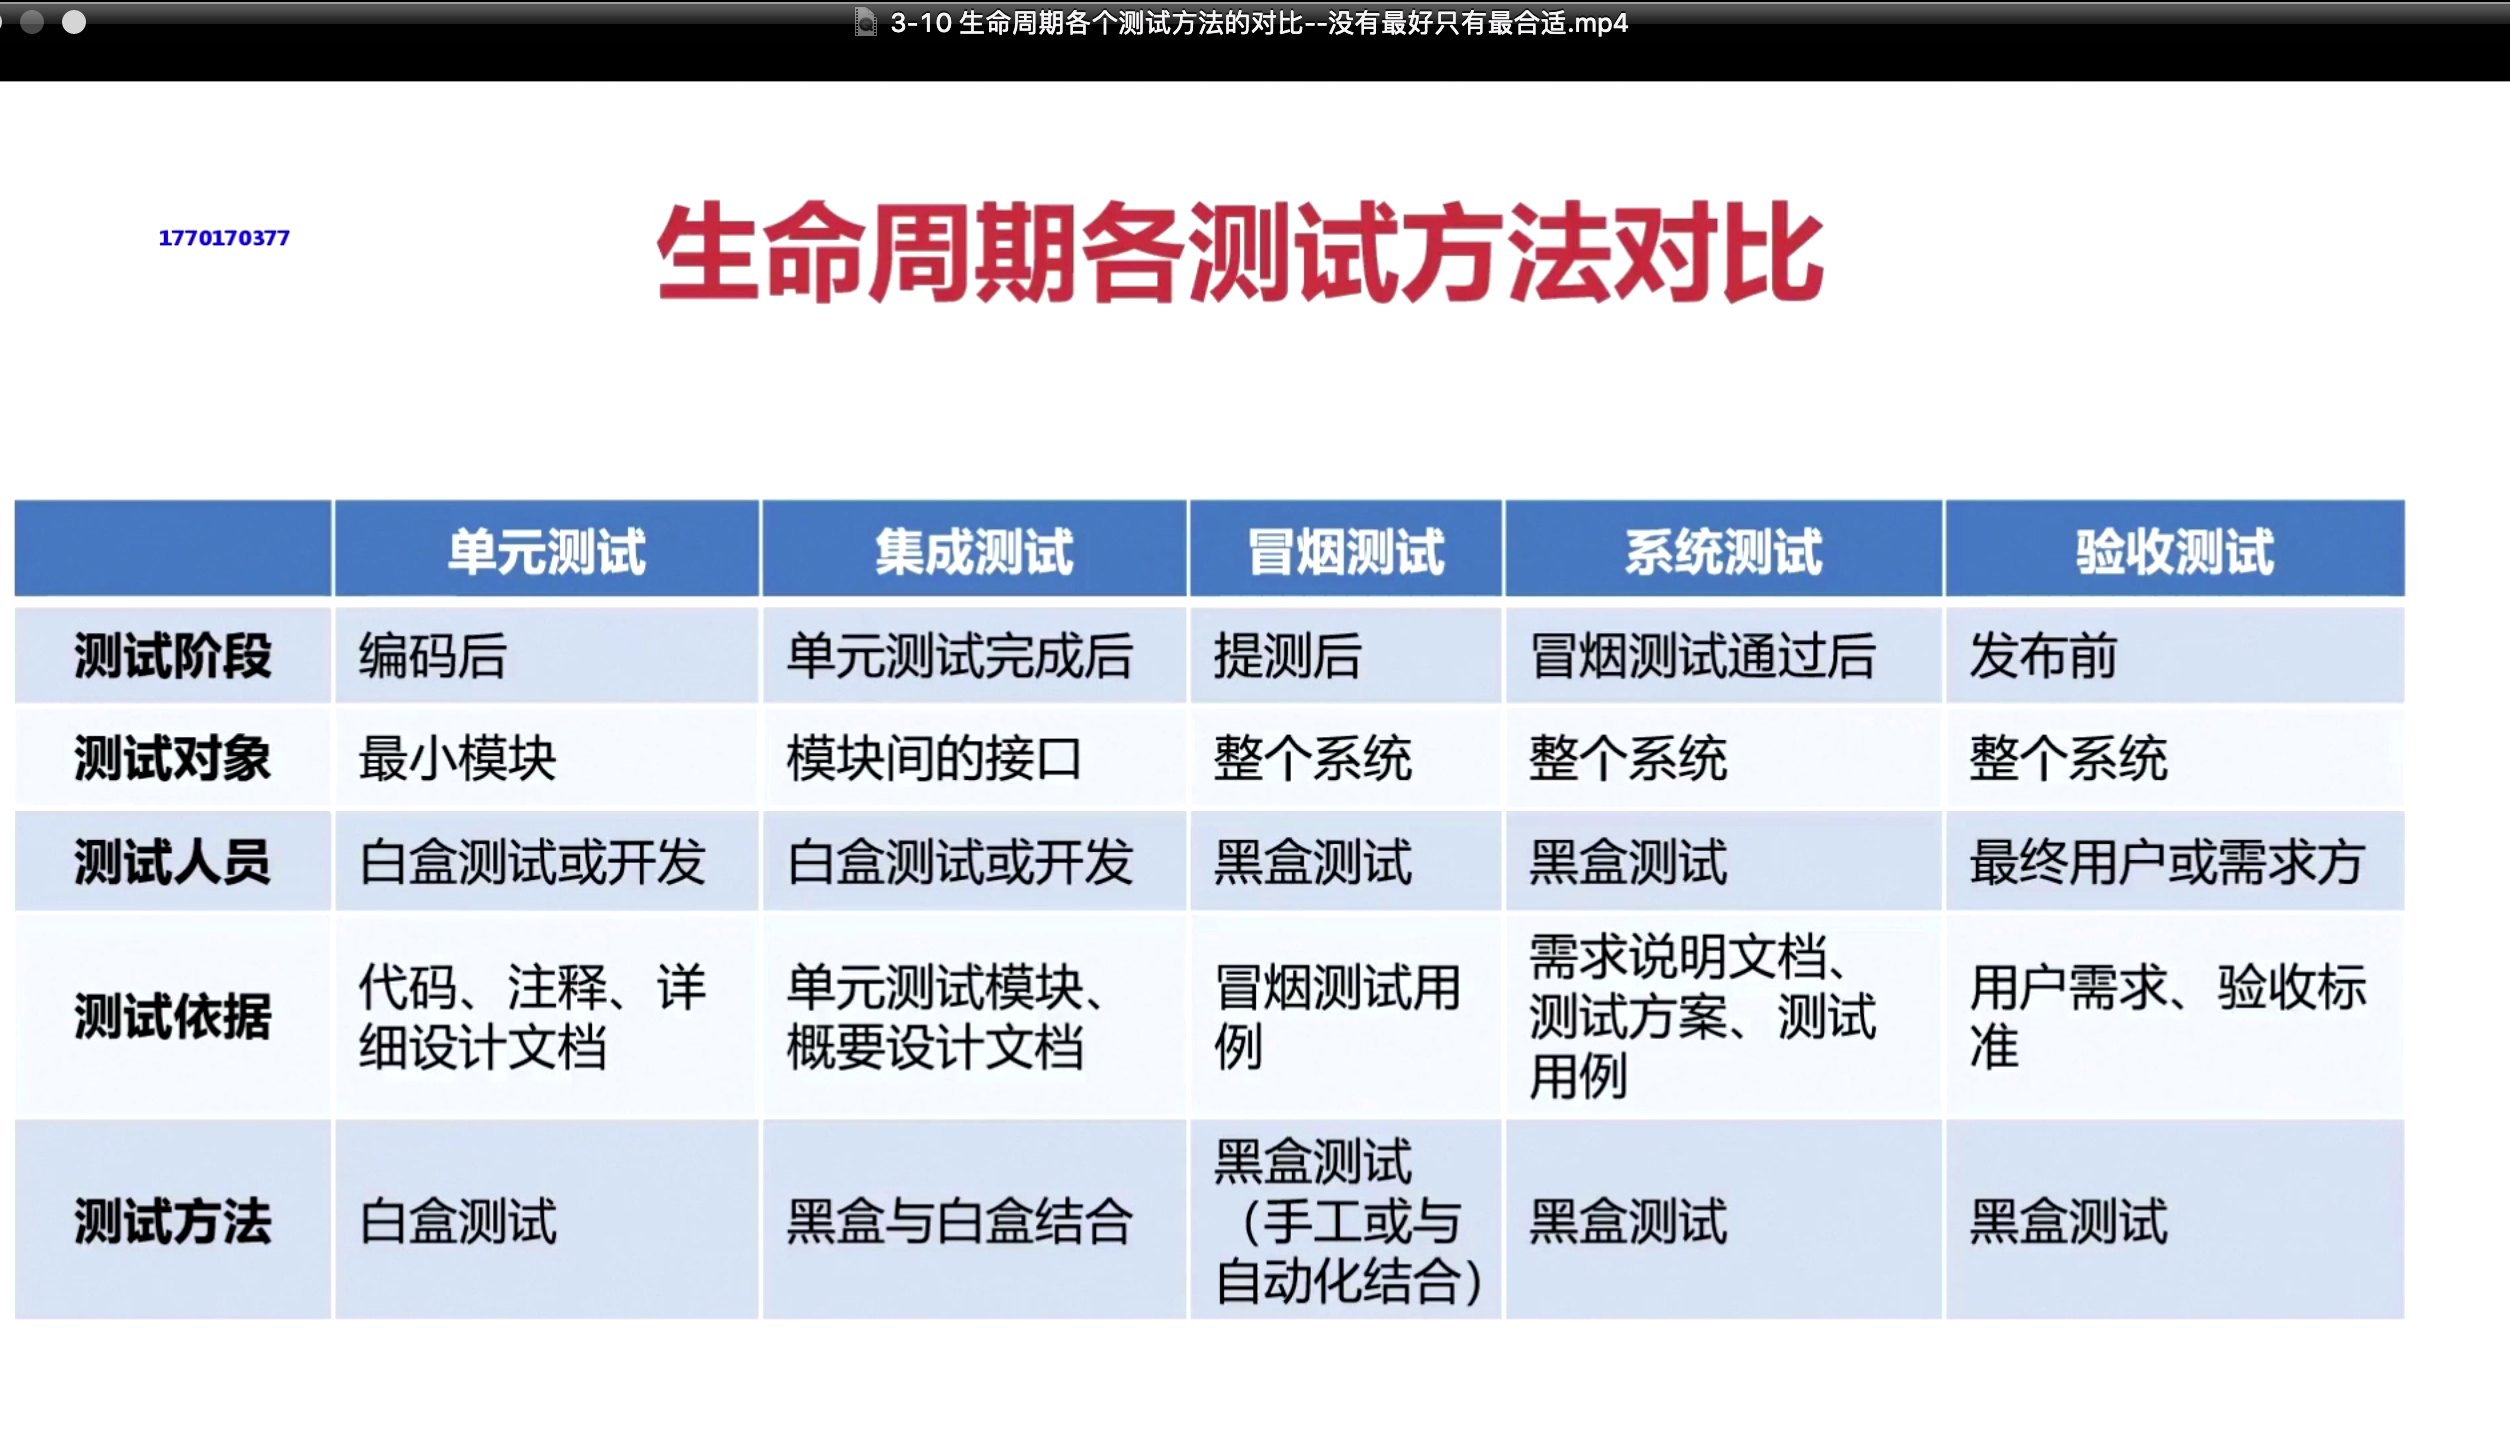 3-10 生命周期各个测试方法的对比--没有最好只有最合适.mp4
1770170377
生命周期各测试方法对比
单元测试 集成测试 冒烟测试 系统测试 验收测试
测试阶段 编码后 单元测试完成后 提测后 冒烟测试通过后 发布前
测试对象 最小模块 模块间的接口 整个系统 整个系统 整个系统
测试人员 白盒测试或开发 白盒测试或开发 黑盒测试 黑盒测试 最终用户或需求方
测试依据
代码、注释、详
细设计文档
单元测试模块、
概要设计文档
冒烟测试用
例
需求说明文档、
测试方案、测试
用例
用户需求、验收标
准
测试方法
白盒测试
黑盒与白盒结合
黑盒测试
（手工或与
自动化结合）
黑盒测试
黑盒测试